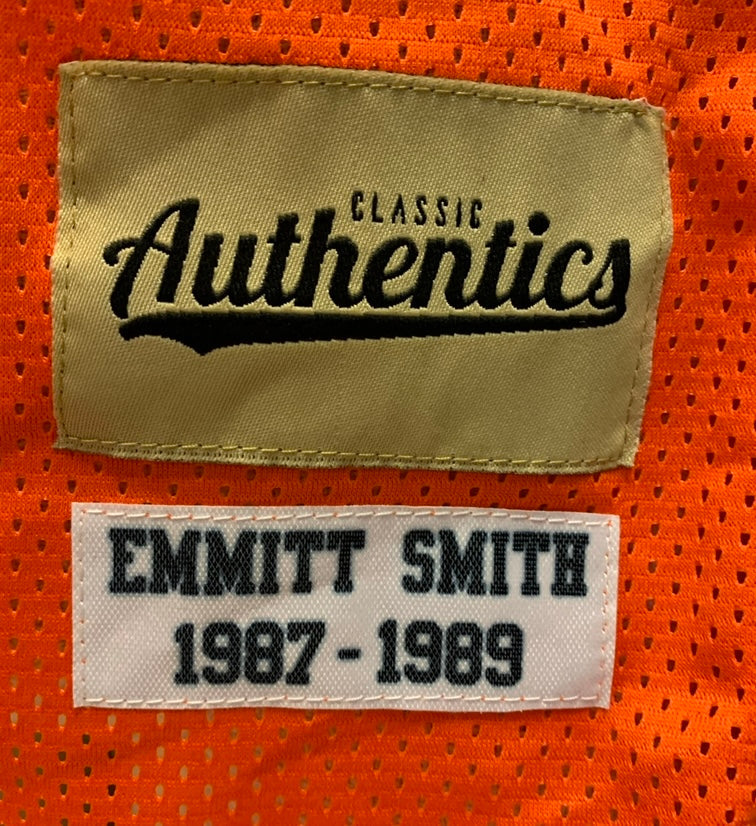 CLASSIC
Authentics
EMMITT SMITH
1987 - 1989